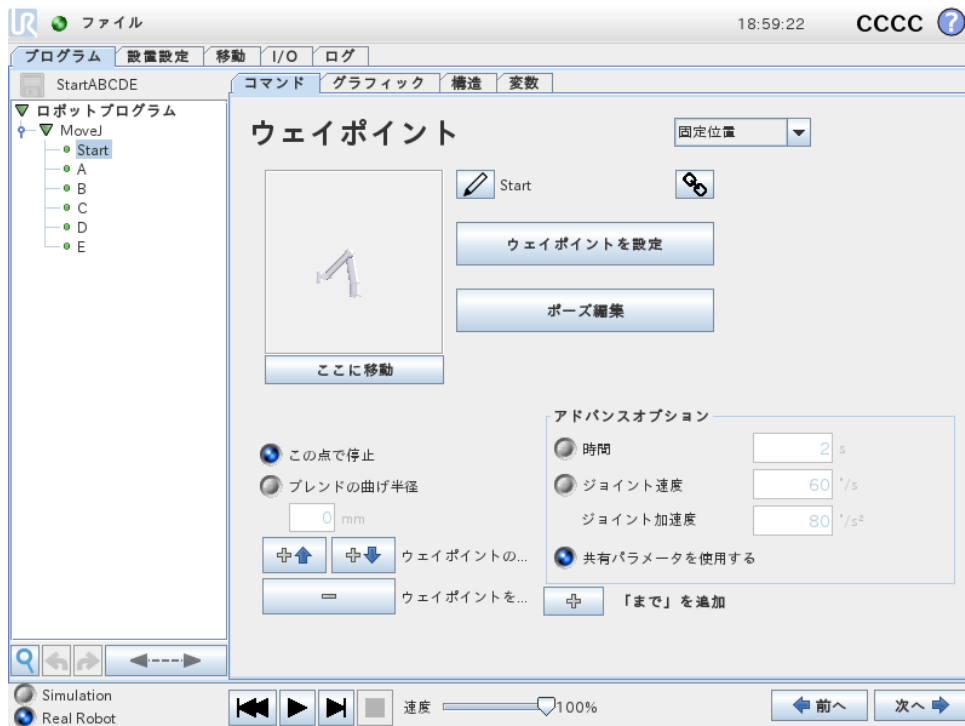 UR ファイル 18:59:22 CCCC ?
プログラム 設置設定 移動 I/O ログ
StartABCDE
コマンド グラフィック 構造 変数
ロボットプログラム
MoveJ
Start
A
B
C
D
E
ウェイポイント
固定位置
Start
ウェイポイントを設定
ポーズ編集
ここに移動
この点で停止
ブレンドの曲げ半径
0 mm
ウェイポイントの...
ウェイポイントを...
アドバンスオプション
時間 2 s
ジョイント速度 60 °/s
ジョイント加速度 80 °/s²
共有パラメータを使用する
「まで」を追加
Simulation
Real Robot
速度 100%
前へ 次へ